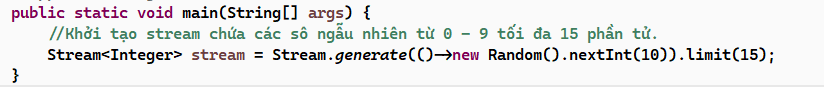 public static void main(String[] args) {
//Khởi tạo stream chứa các sô ngẫu nhiên từ 0 - 9 tối đa 15 phần tử.
Stream<Integer> stream = Stream.generate(()->new Random().nextInt(10)).limit(15);
}